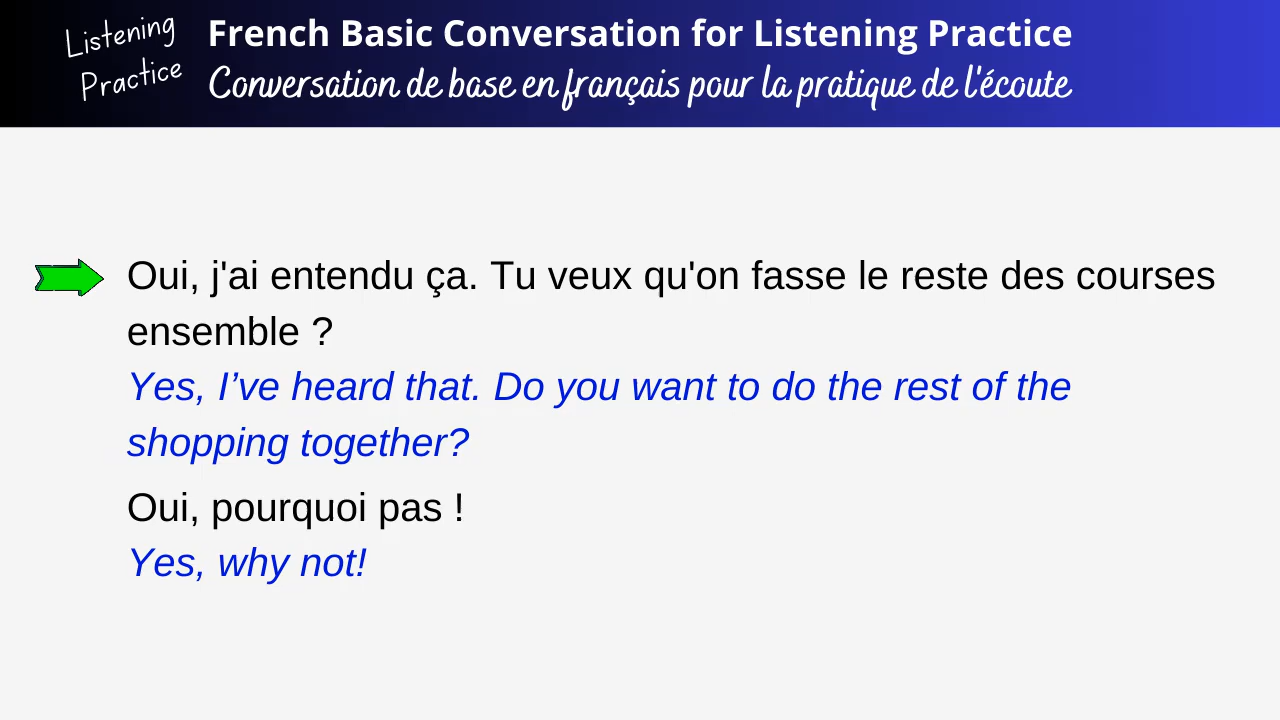 Listening
Practice
French Basic Conversation for Listening Practice
Conversation de base en français pour la pratique de l'écoute
Oui, j'ai entendu ça. Tu veux qu'on fasse le reste des courses
ensemble ?
Yes, I’ve heard that. Do you want to do the rest of the
shopping together?
Oui, pourquoi pas !
Yes, why not!